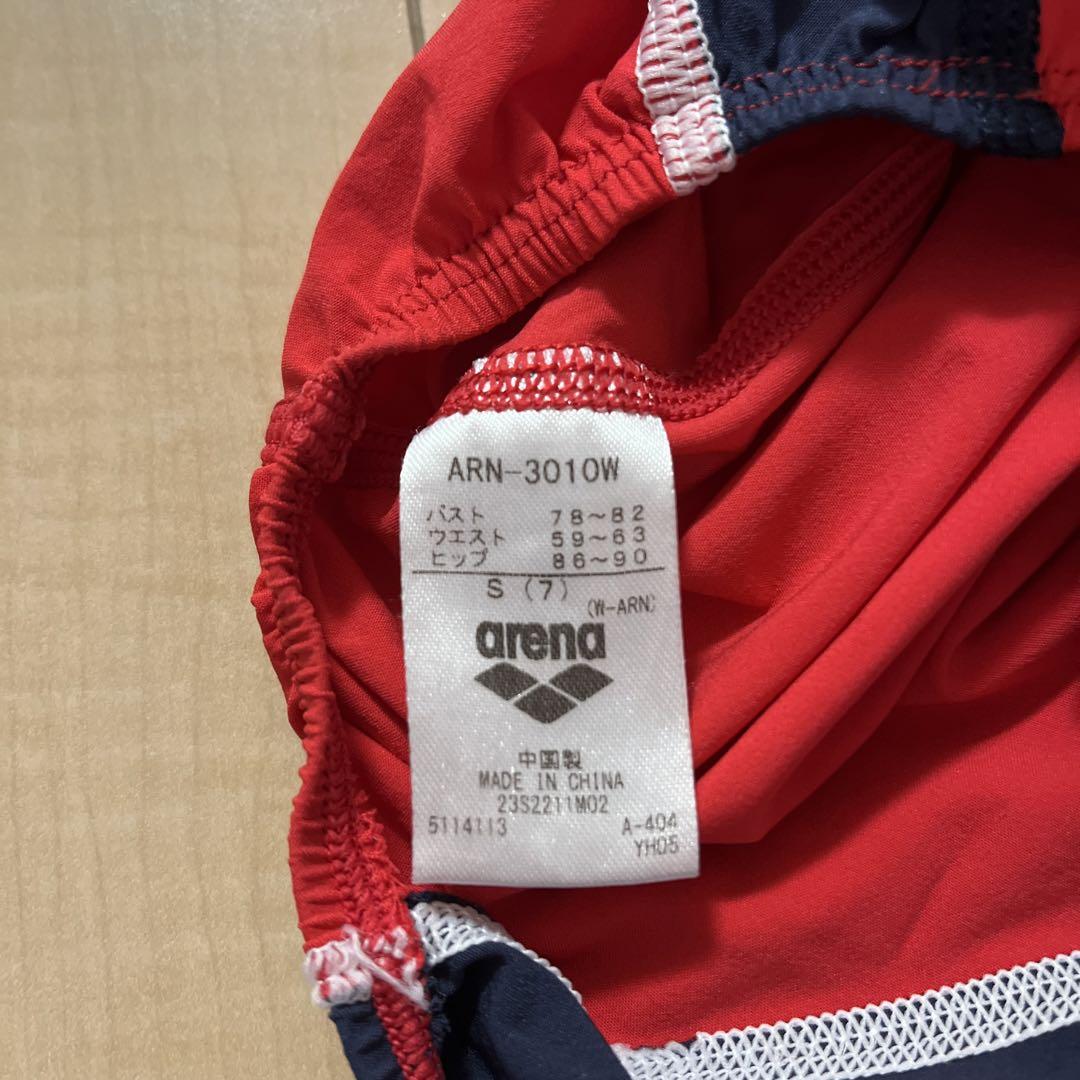 ARN-3010W
バスト 78～82
ウエスト 59～63
ヒップ 86～90
S (7)
(W-ARN)
arena
中国製
MADE IN CHINA
23S2211M02
5114113 A-404
YH05